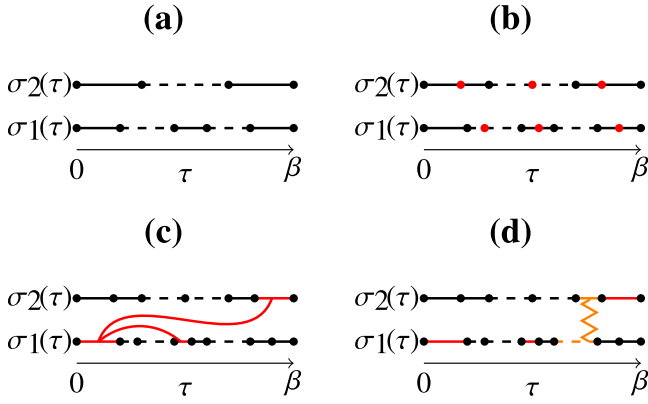 (a)
σ2(τ)
σ1(τ)
0 τ β
(b)
σ2(τ)
σ1(τ)
0 τ β
(c)
σ2(τ)
σ1(τ)
0 τ β
(d)
σ2(τ)
σ1(τ)
0 τ β